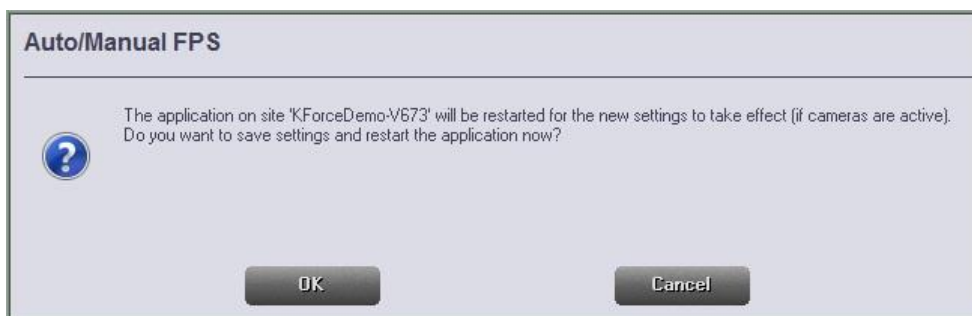 Auto/Manual FPS
The application on site 'KForceDemo-V673' will be restarted for the new settings to take effect (if cameras are active).
Do you want to save settings and restart the application now?
OK
Cancel